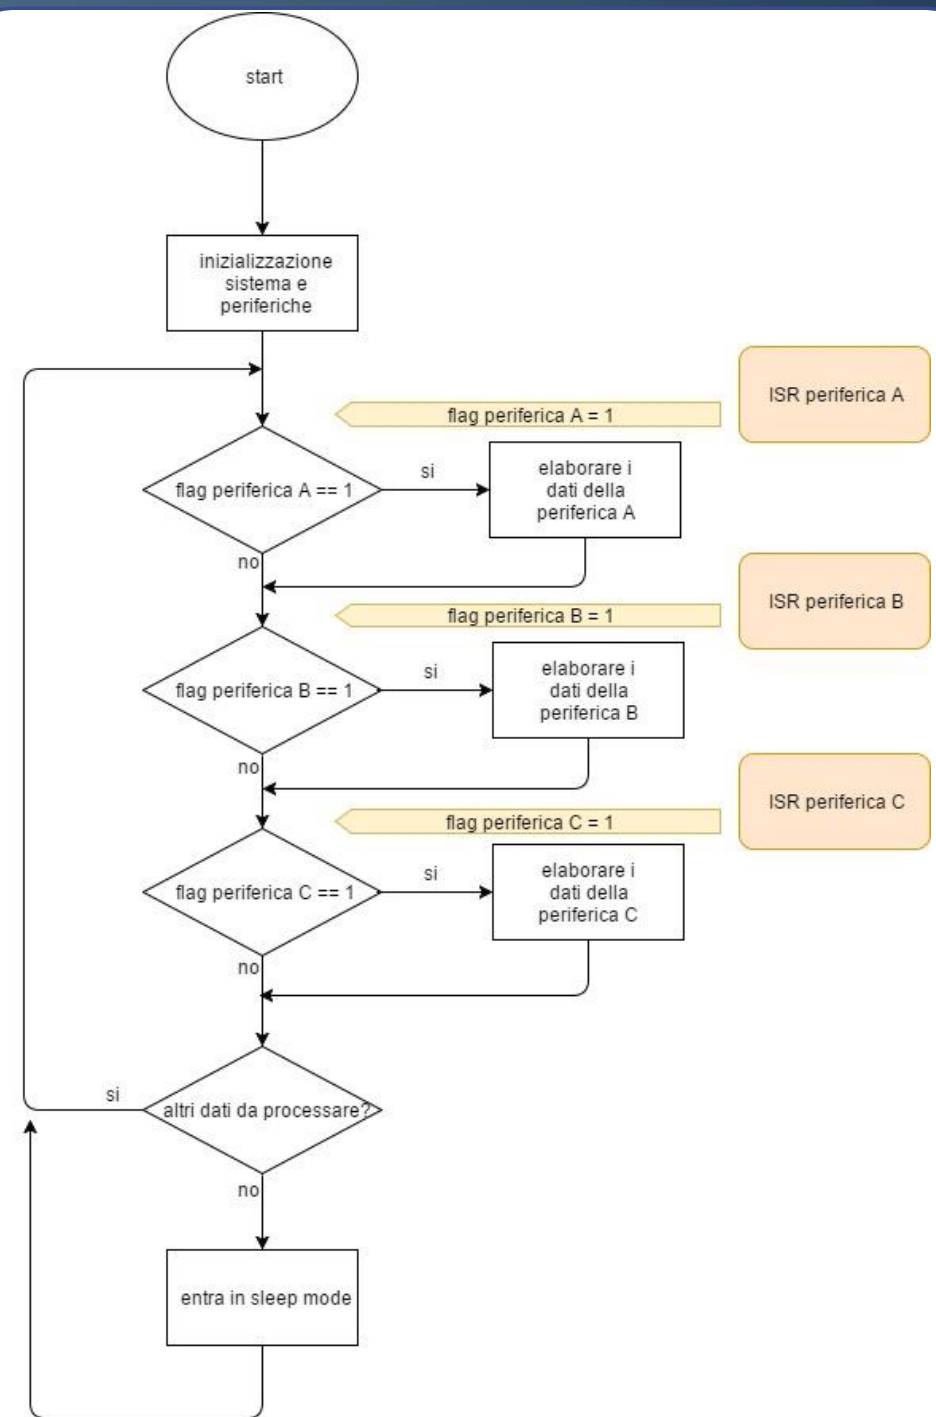 start
inizializzazione
sistema e
periferiche
ISR periferica A
flag periferica A = 1
flag periferica A == 1
si
elaborare i
dati della
periferica A
no
ISR periferica B
flag periferica B = 1
flag periferica B == 1
si
elaborare i
dati della
periferica B
no
ISR periferica C
flag periferica C = 1
flag periferica C == 1
si
elaborare i
dati della
periferica C
no
si
altri dati da processare?
no
entra in sleep mode